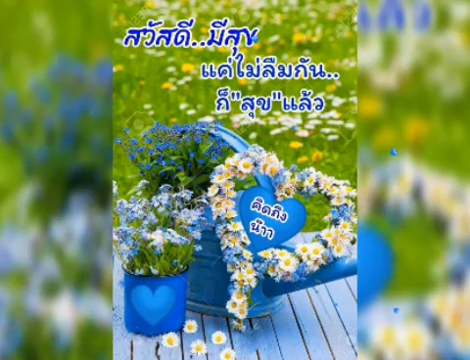 สวัสดี..มีสุข
แค่ไม่ลืมกัน..
ก็"สุข"แล้ว
คิดถึง
น้าา